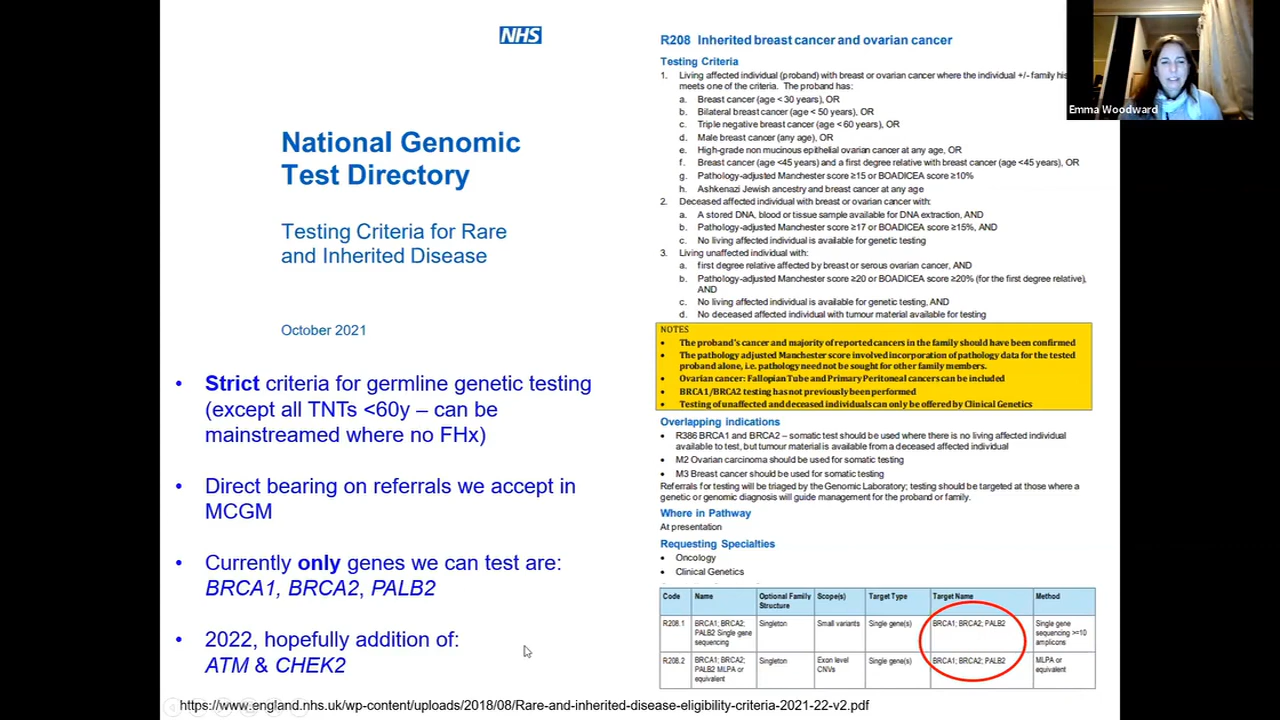 NHS
National Genomic
Test Directory
Testing Criteria for Rare
and Inherited Disease
October 2021
• Strict criteria for germline genetic testing
(except all TNTs <60y – can be
mainstreamed where no FHx)
• Direct bearing on referrals we accept in
MCGM
• Currently only genes we can test are:
BRCA1, BRCA2, PALB2
• 2022, hopefully addition of:
ATM & CHEK2
R208 Inherited breast cancer and ovarian cancer
Testing Criteria
1. Living affected individual (proband) with breast or ovarian cancer where the individual +/- family
meets one of the criteria. The proband has:
a. Breast cancer (age < 30 years), OR
b. Bilateral breast cancer (age < 50 years), OR
c. Triple negative breast cancer (age < 60 years), OR
d. Male breast cancer (any age), OR
e. High-grade non mucinous epithelial ovarian cancer at any age, OR
f. Breast cancer (age <45 years) and a first degree relative with breast cancer (age <45 years), OR
g. Pathology-adjusted Manchester score ≥15 or BOADICEA score ≥10%
h. Ashkenazi Jewish ancestry and breast cancer at any age
2. Deceased affected individual with breast or ovarian cancer with:
a. A stored DNA, blood or tissue sample available for DNA extraction, AND
b. Pathology-adjusted Manchester score ≥17 or BOADICEA score ≥15%, AND
c. No living affected individual is available for genetic testing
3. Living unaffected individual with:
a. first degree relative affected by breast or serous ovarian cancer, AND
b. Pathology-adjusted Manchester score ≥20 or BOADICEA score ≥20% (for the first degree relative),
AND
c. No living affected individual is available for genetic testing, AND
d. No deceased affected individual with tumour material available for testing
NOTES
• The proband's cancer and majority of reported cancers in the family should have been confirmed
• The pathology adjusted Manchester score involved incorporation of pathology data for the tested
proband alone, i.e. pathology need not be sought for other family members.
• Ovarian cancer: Fallopian Tube and Primary Peritoneal cancers can be included
• BRCA1/BRCA2 testing has not previously been performed
• Testing of unaffected and deceased individuals can only be offered by Clinical Genetics
Overlapping indications
• R386 BRCA1 and BRCA2 – somatic test should be used where there is no living affected individual
available to test, but tumour material is available from a deceased affected individual
• M2 Ovarian carcinoma should be used for somatic testing
• M3 Breast cancer should be used for somatic testing
Referrals for testing will be triaged by the Genomic Laboratory; testing should be targeted at those where a
genetic or genomic diagnosis will guide management for the proband or family.
Where in Pathway
At presentation
Requesting Specialties
• Oncology
• Clinical Genetics
Code Name Optional Family Structure Scope(s) Target Type Target Name Method
R208.1 BRCA1; BRCA2; PALB2 Single gene sequencing Singleton Small variants Single gene(s) BRCA1; BRCA2; PALB2 Single gene sequencing >=10 amplicons
R208.2 BRCA1; BRCA2; PALB2 MLPA or equivalent Singleton Exon level CNVs Single gene(s) BRCA1; BRCA2; PALB2 MLPA or equivalent
https://www.england.nhs.uk/wp-content/uploads/2018/08/Rare-and-inherited-disease-eligibility-criteria-2021-22-v2.pdf
Emma Woodward